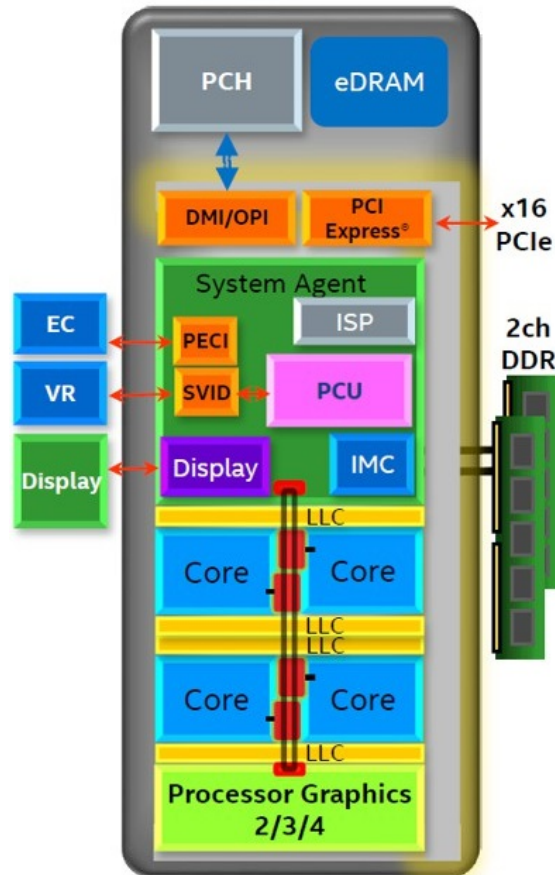 PCH
eDRAM
DMI/OPI
PCI
Express®
x16
PCIe
System Agent
ISP
EC
PECI
2ch
DDR
VR
SVID
PCU
Display
Display
IMC
LLC
Core
Core
LLC
LLC
Core
Core
LLC
Processor Graphics
2/3/4